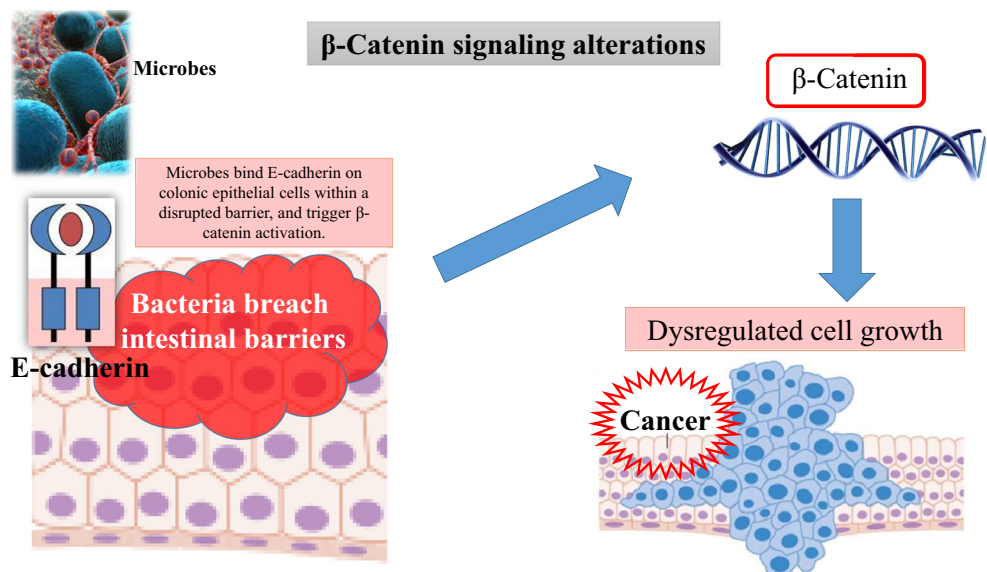 β-Catenin signaling alterations
Microbes
Microbes bind E-cadherin on
colonic epithelial cells within a
disrupted barrier, and trigger β-
catenin activation.
Bacteria breach
intestinal barriers
E-cadherin
β-Catenin
Dysregulated cell growth
Cancer